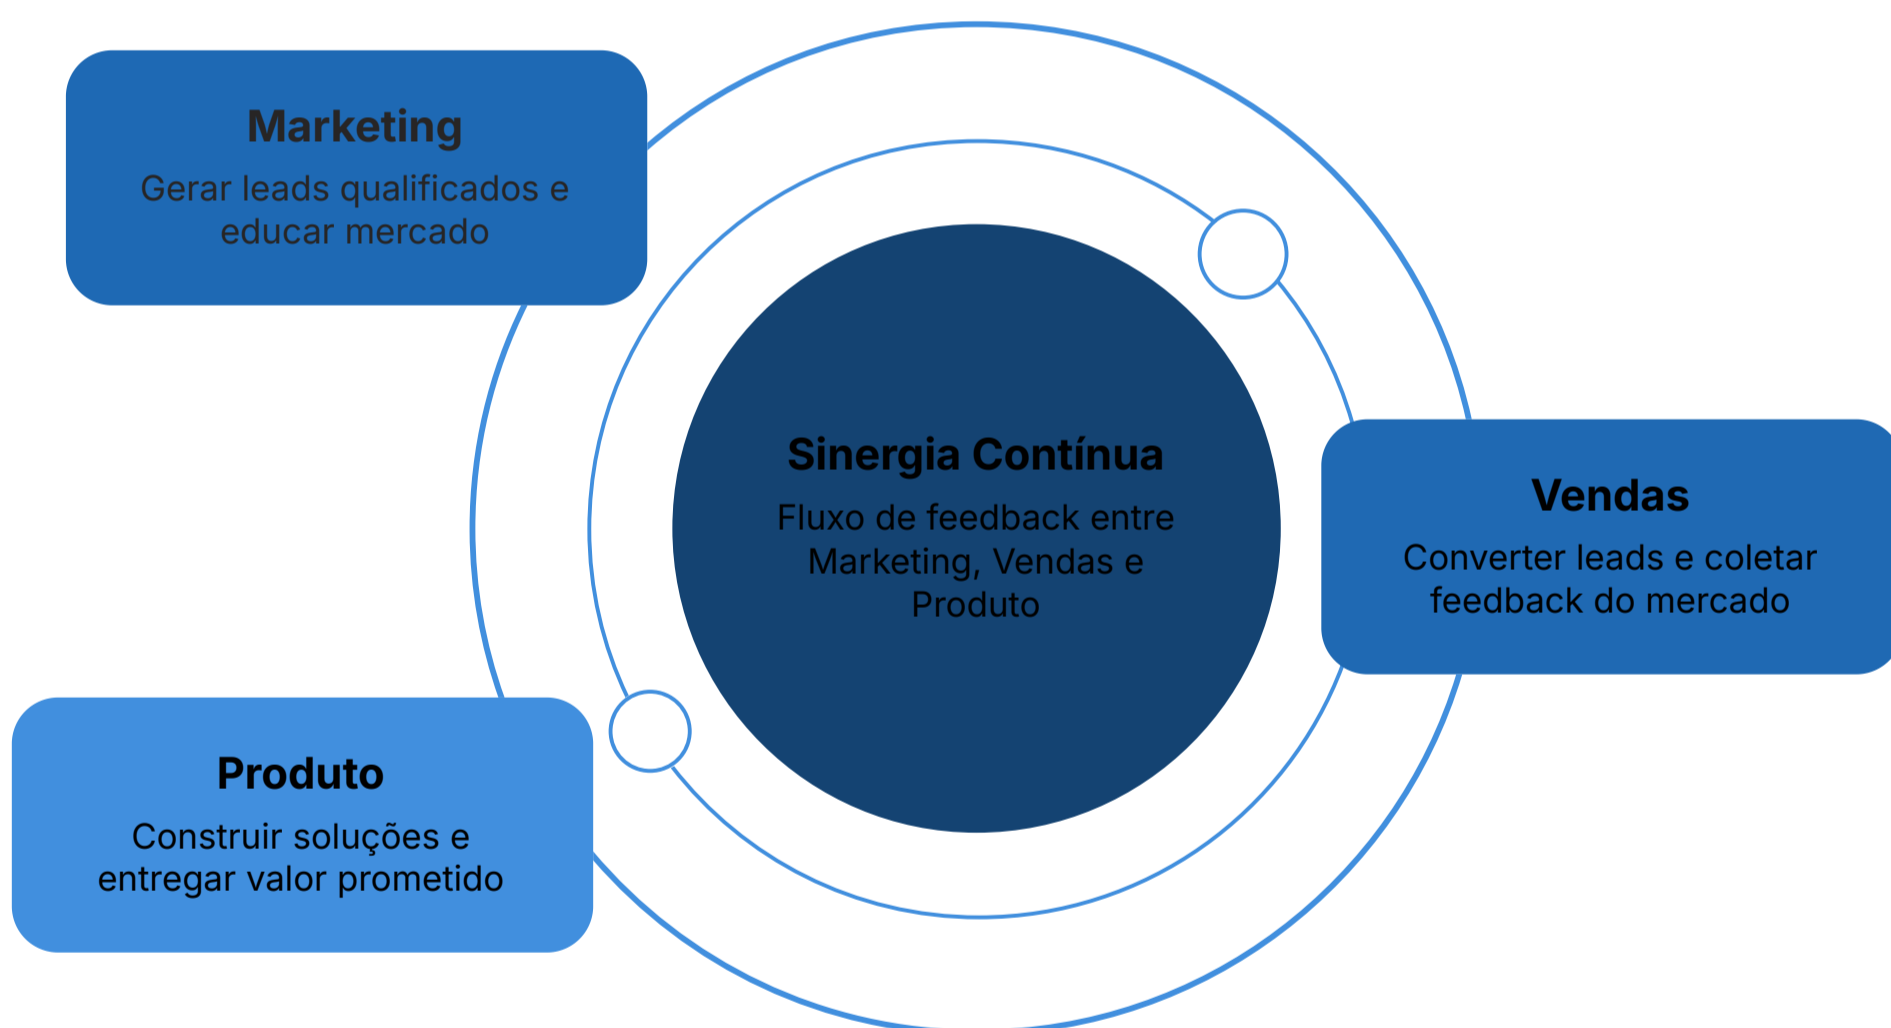 Marketing
Gerar leads qualificados e
educar mercado
Sinergia Contínua
Fluxo de feedback entre
Marketing, Vendas e
Produto
Vendas
Converter leads e coletar
feedback do mercado
Produto
Construir soluções e
entregar valor prometido